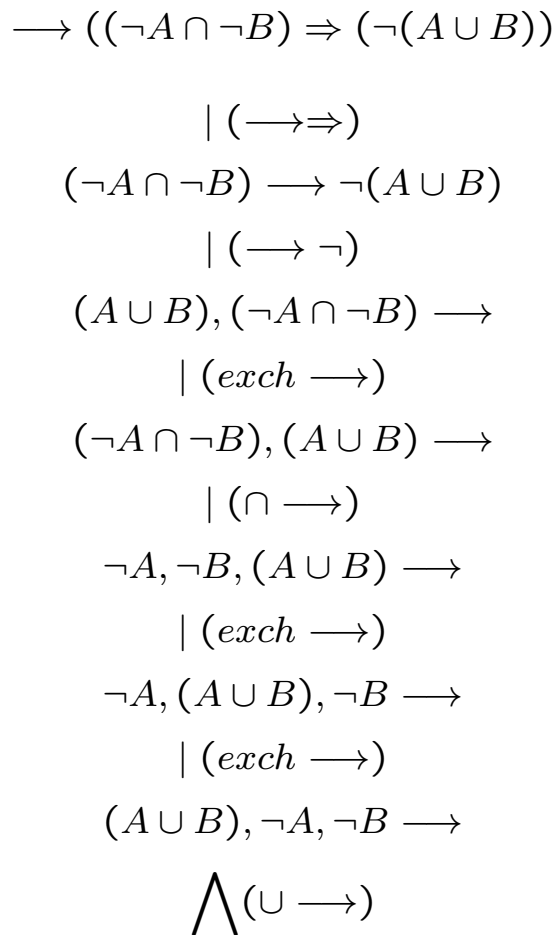 ⟶ ((¬A ∩ ¬B) ⇒ (¬(A ∪ B))
| (⟶⇒)
(¬A ∩ ¬B) ⟶ ¬(A ∪ B)
| (⟶ ¬)
(A ∪ B), (¬A ∩ ¬B) ⟶
| (exch ⟶)
(¬A ∩ ¬B), (A ∪ B) ⟶
| (∩ ⟶)
¬A, ¬B, (A ∪ B) ⟶
| (exch ⟶)
¬A, (A ∪ B), ¬B ⟶
| (exch ⟶)
(A ∪ B), ¬A, ¬B ⟶
⋀(∪ ⟶)